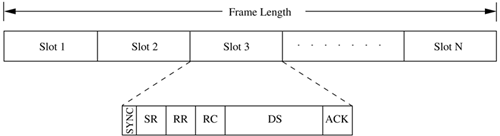 Frame Length
Slot 1 Slot 2 Slot 3 . . . . . . . Slot N
SYNC SR RR RC DS ACK